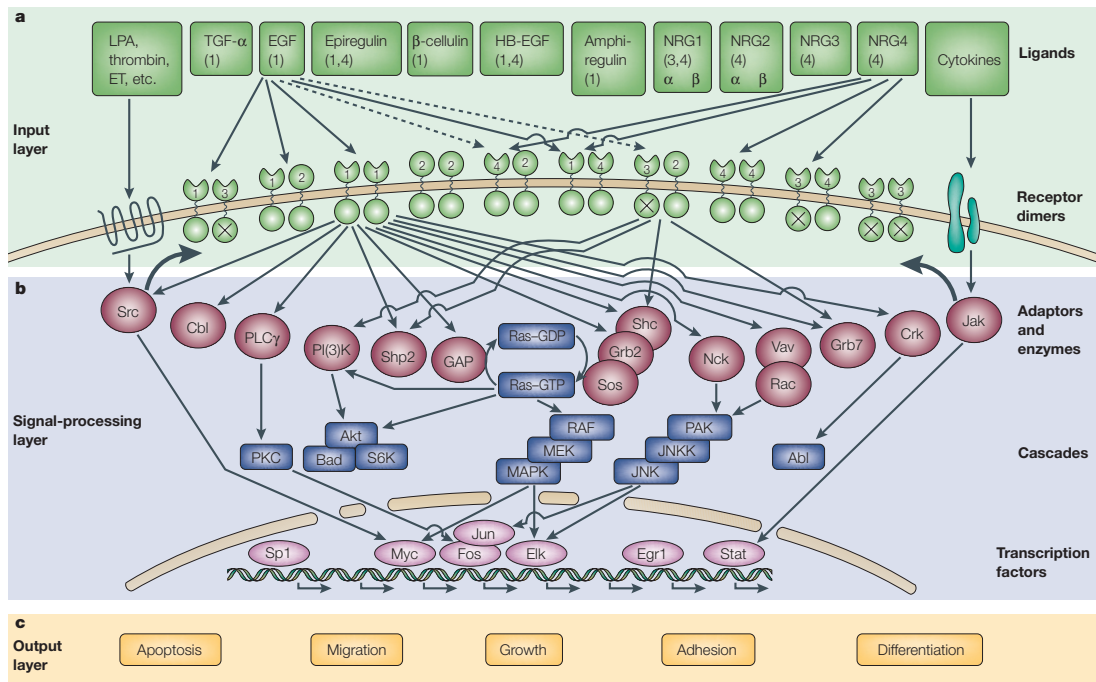 a
LPA,
thrombin,
ET, etc.
TGF-α
(1)
EGF
(1)
Epiregulin
(1,4)
β-cellulin
(1)
HB-EGF
(1,4)
Amphi-
regulin
(1)
NRG1
(3,4)
α β
NRG2
(4)
α β
NRG3
(4)
NRG4
(4)
Cytokines
Ligands
Input
layer
1 3
1 2
1 1
2 2
4 2
1 4
3 2
4 4
3 4
3 3
Receptor
dimers
b
Src
Cbl
PLCγ
PI(3)K
Shp2
GAP
Ras–GDP
Ras–GTP
Shc
Grb2
Sos
Nck
Vav
Rac
Grb7
Crk
Jak
Adaptors
and
enzymes
Signal-processing
layer
PKC
Akt
Bad
S6K
RAF
MEK
MAPK
PAK
JNKK
JNK
Abl
Cascades
Sp1
Myc
Jun
Fos
Elk
Egr1
Stat
Transcription
factors
c
Output
layer
Apoptosis
Migration
Growth
Adhesion
Differentiation